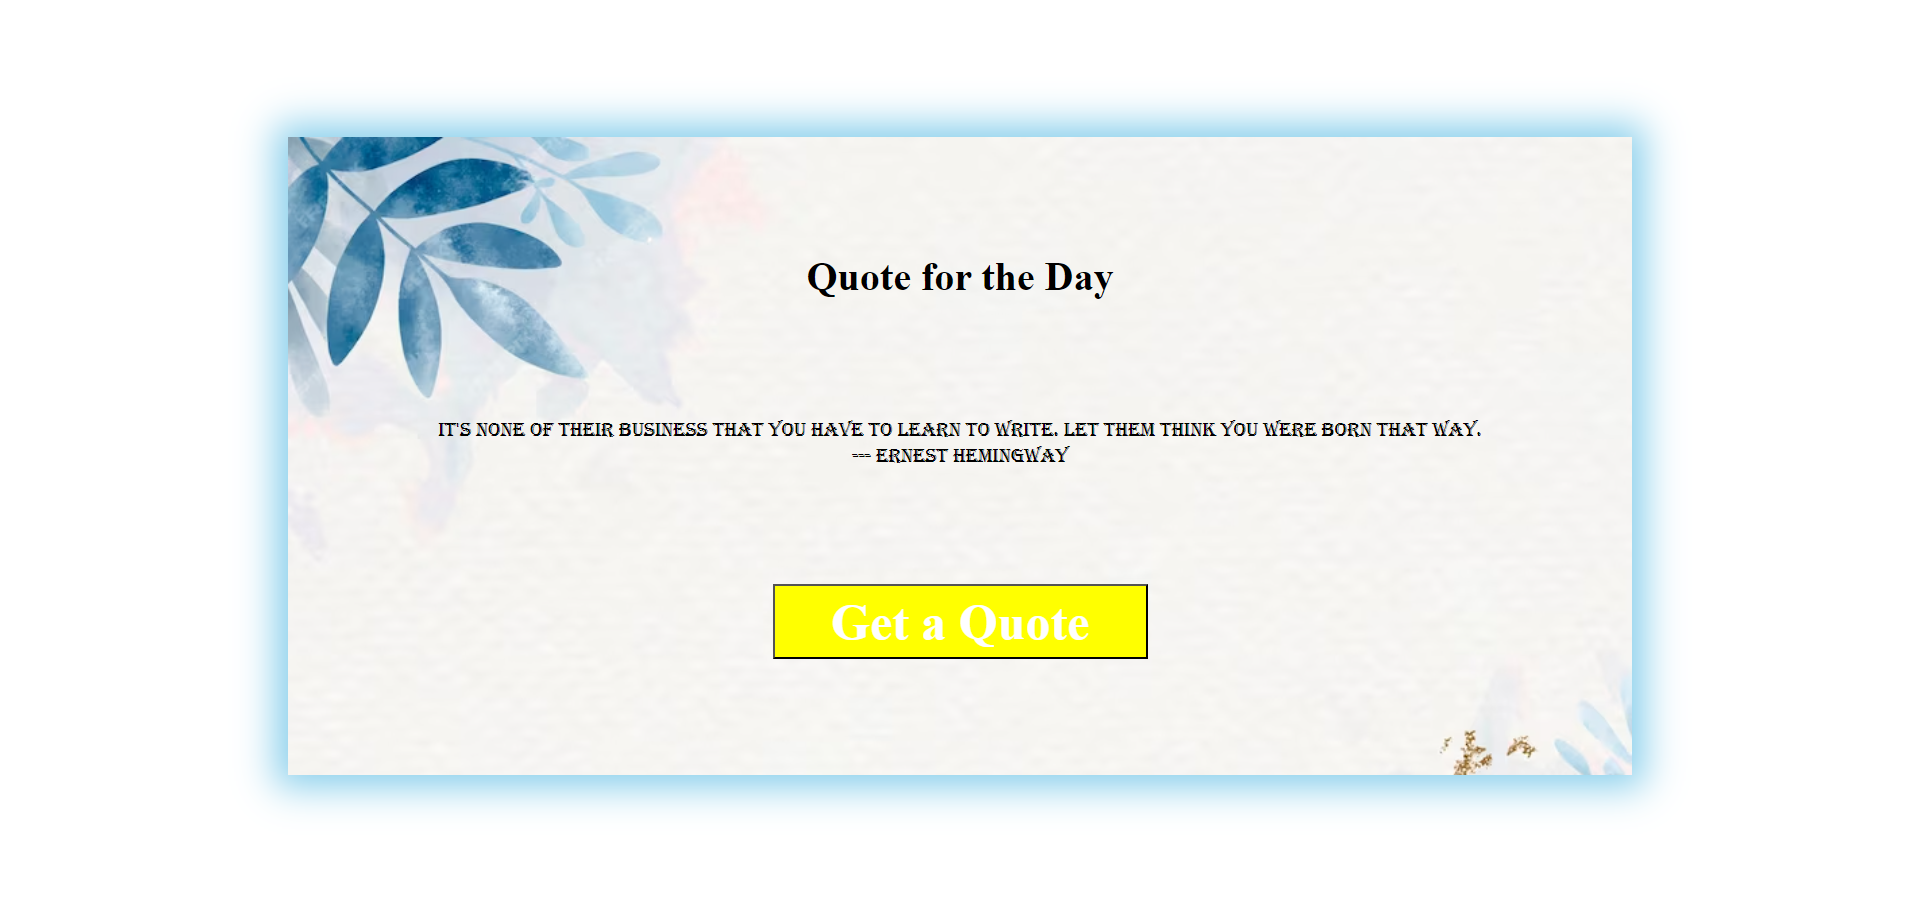 Quote for the Day
IT'S NONE OF THEIR BUSINESS THAT YOU HAVE TO LEARN TO WRITE. LET THEM THINK YOU WERE BORN THAT WAY.
--- ERNEST HEMINGWAY
Get a Quote